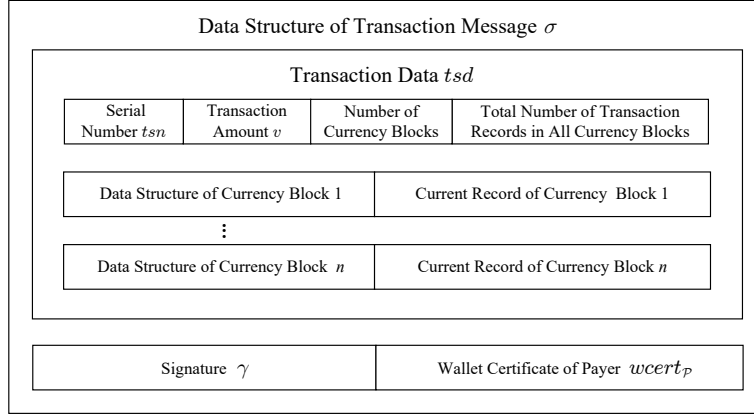 Data Structure of Transaction Message σ
Transaction Data tsd
Serial Number tsn
Transaction Amount v
Number of Currency Blocks
Total Number of Transaction Records in All Currency Blocks
Data Structure of Currency Block 1
Current Record of Currency Block 1
⋮
Data Structure of Currency Block n
Current Record of Currency Block n
Signature γ
Wallet Certificate of Payer wcert_𝒫